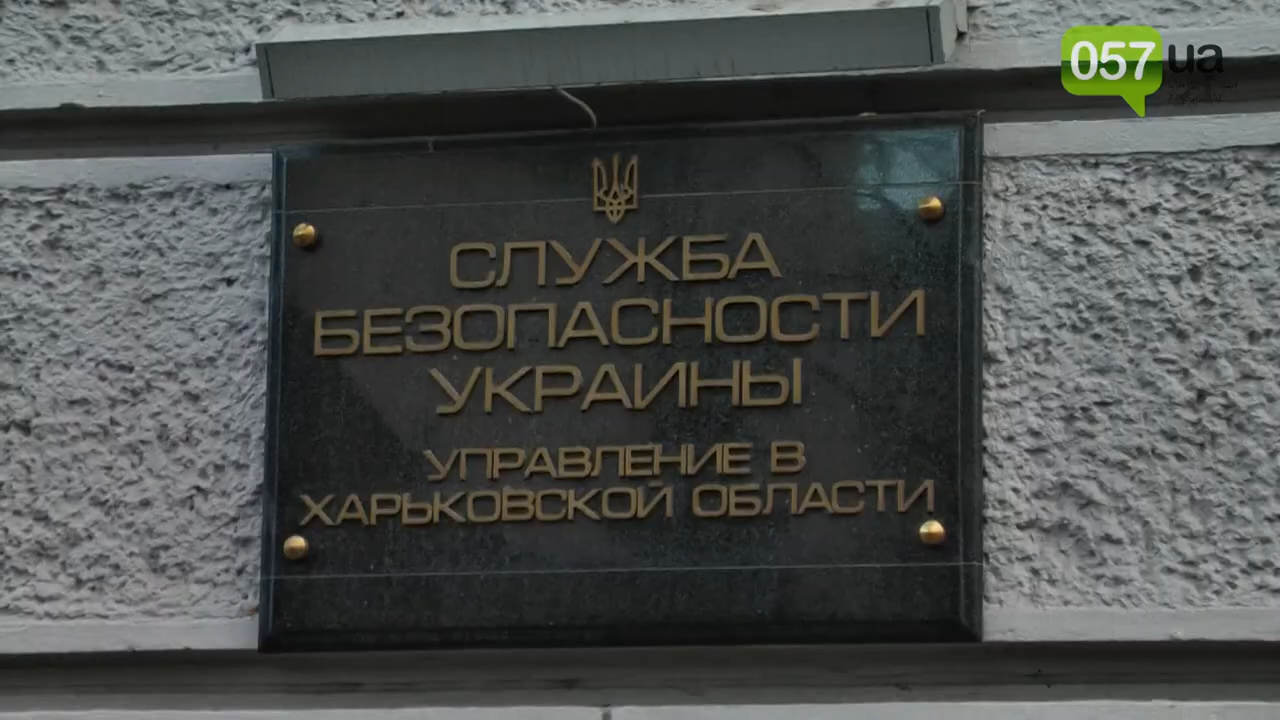 057 ua
СЛУЖБА
БЕЗОПАСНОСТИ
УКРАИНЫ
УПРАВЛЕНИЕ В
ХАРЬКОВСКОЙ ОБЛАСТИ